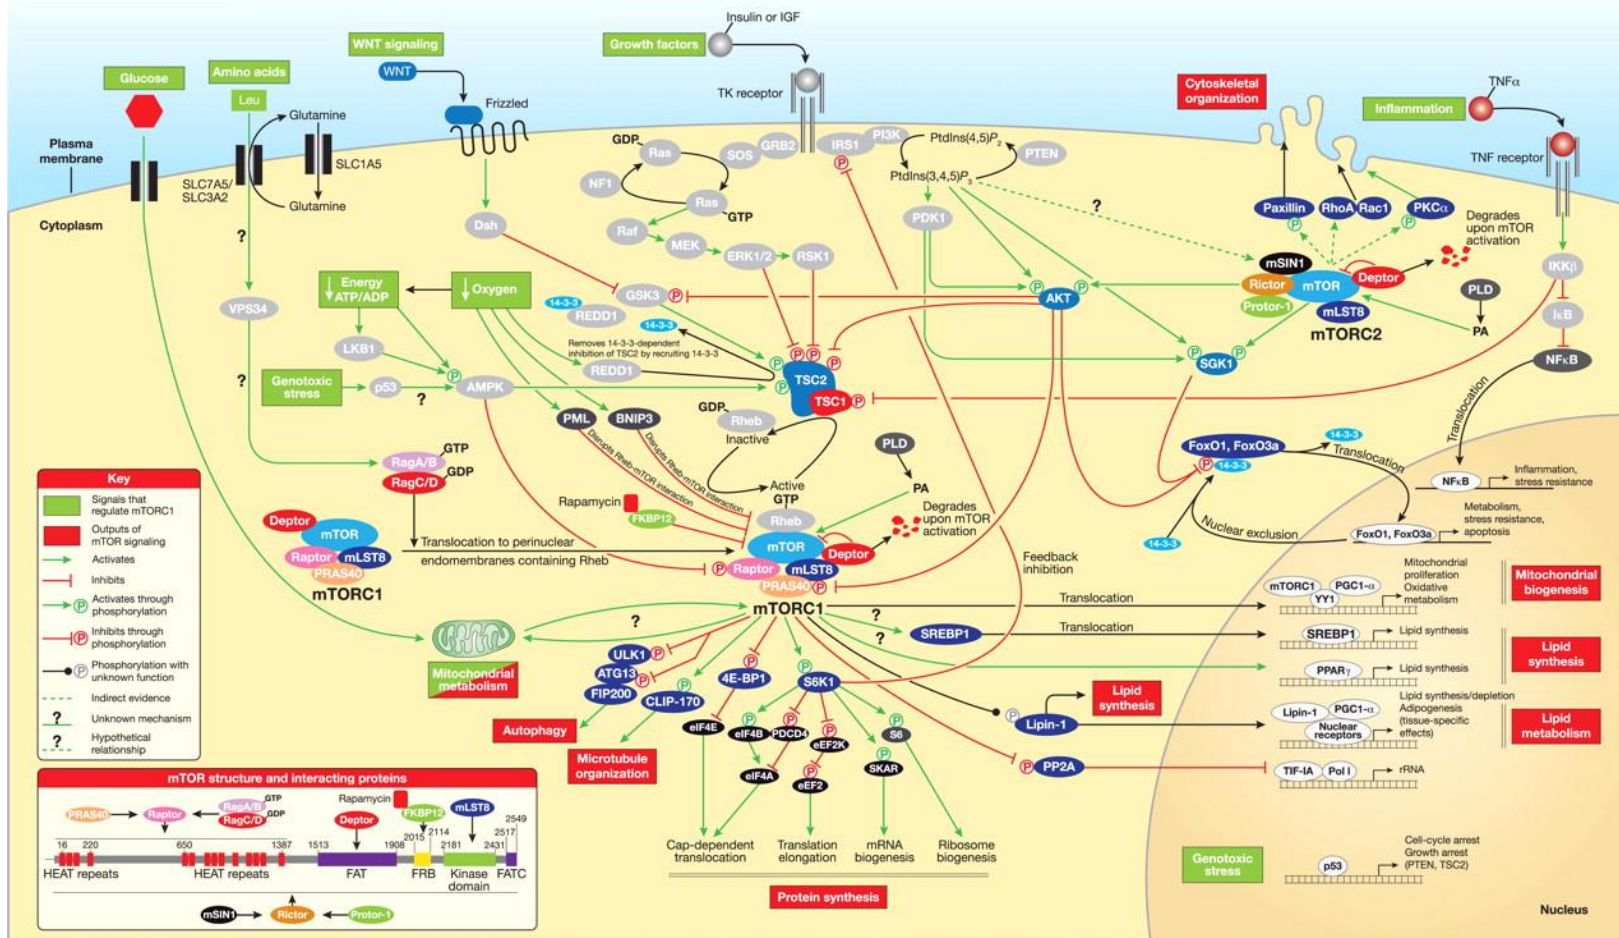 Insulin or IGF
WNT signaling
Growth factors
WNT
Glucose
Amino acids
Leu
TK receptor
Cytoskeletal
organization
TNFα
Inflammation
Glutamine
Frizzled
Plasma
membrane
SLC1A5
SLC7A5/
SLC3A2
Glutamine
Cytoplasm
TNF receptor
GDP
Ras
SOS
GRB2
IRS1
PI3K
P
PtdIns(4,5)P2
PTEN
PtdIns(3,4,5)P3
NF1
Ras
GTP
PDK1
?
Paxillin
RhoA
Rac1
PKCα
P
P
Degrades
upon mTOR
activation
Dsh
Raf
MEK
ERK1/2
RSK1
?
mSIN1
Rictor
mTOR
Deptor
Protor-1
mLST8
mTORC2
PLD
PA
IKKβ
IκB
NFκB
Energy
ATP/ADP
Oxygen
GSK3
P
14-3-3
REDD1
14-3-3
P
P
AKT
VPS34
LKB1
Removes 14-3-3-dependent
inhibition of TSC2 by recruiting 14-3-3
REDD1
P
P
P
P
P
TSC2
TSC1
P
P
P
SGK1
Genotoxic
stress
p53
?
P
AMPK
?
PML
BNIP3
Disrupts Rheb-mTOR
interaction
Disrupts Rheb-mTOR interaction
GDP
Rheb
Inactive
Active
GTP
Rheb
PLD
PA
Translocation
FoxO1, FoxO3a
P
14-3-3
14-3-3
Translocation
Nuclear exclusion
14-3-3
NFκB
Inflammation,
stress resistance
FoxO1, FoxO3a
Metabolism,
stress resistance,
apoptosis
RagA/B
GTP
RagC/D
GDP
Rapamycin
FKBP12
Degrades
upon mTOR
activation
Key
Signals that
regulate mTORC1
Outputs of
mTOR signaling
Activates
Inhibits
P
Activates through
phosphorylation
P
Inhibits through
phosphorylation
P
Phosphorylation with
unknown function
Indirect evidence
?
Unknown mechanism
?
Hypothetical
relationship
Deptor
mTOR
Raptor
mLST8
PRAS40
mTORC1
Translocation to perinuclear
endomembranes containing Rheb
mTOR
Deptor
P
Raptor
mLST8
PRAS40
P
mTORC1
Feedback
inhibition
Translocation
mTORC1
PGC1-α
YY1
Mitochondrial
proliferation
Oxidative
metabolism
Mitochondrial
biogenesis
?
?
Mitochondrial
metabolism
?
?
SREBP1
Translocation
SREBP1
Lipid synthesis
Lipid
synthesis
PPARγ
Lipid synthesis
ULK1
P
ATG13
P
FIP200
P
CLIP-170
P
4E-BP1
P
S6K1
Lipid
synthesis
P
Lipin-1
Lipin-1
PGC1-α
Nuclear
receptors
Lipid synthesis/depletion
Adipogenesis
(tissue-specific
effects)
Lipid
metabolism
Autophagy
Microtubule
organization
eIF4E
P
eIF4B
P
PDCD4
P
eEF2K
P
S6
eIF4A
P
eEF2
P
SKAR
P
PP2A
TIF-IA
Pol I
rRNA
Cap-dependent
translocation
Translation
elongation
mRNA
biogenesis
Ribosome
biogenesis
Protein synthesis
Genotoxic
stress
p53
Cell-cycle arrest
Growth arrest
(PTEN, TSC2)
Nucleus
mTOR structure and interacting proteins
PRAS40
Raptor
RagA/B
GTP
RagC/D
GDP
Rapamycin
FKBP12
mLST8
Deptor
16
220
650
1387
1513
1908
2015
2114
2181
2431
2517
2549
HEAT repeats
HEAT repeats
FAT
FRB
Kinase
domain
FATC
mSIN1
Rictor
Protor-1